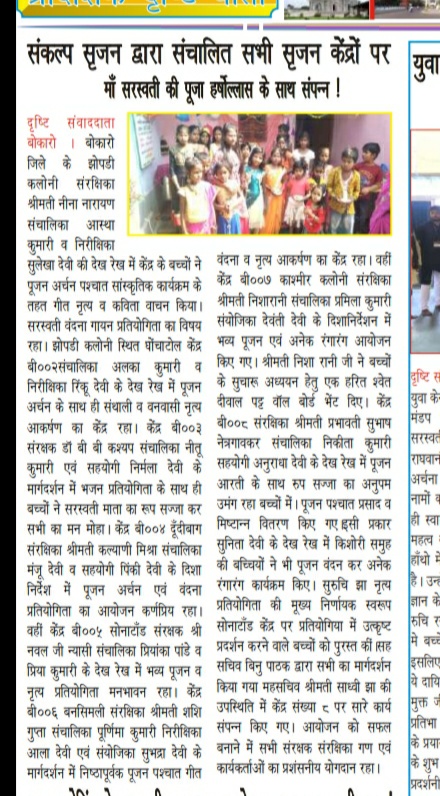 संकल्प सृजन द्वारा संचालित सभी सृजन केंद्रों पर
माँ सरस्वती की पूजा हर्षोल्लास के साथ संपन्न !
दृष्टि संवाददाता
बोकारो । बोकारो
जिले के झोपडी
कलोनी संरक्षिका
श्रीमती नीना नारायण
संचालिका आस्था
कुमारी व निरीक्षिका
सुलेखा देवी की देख रेख में केंद्र के बच्चों ने
पूजन अर्चन पश्चात सांस्कृतिक कार्यक्रम के
तहत गीत नृत्य व कविता वाचन किया।
सरस्वती वंदना गायन प्रतियोगिता का विषय
रहा। झोपडी कलोनी स्थित घोंचाटोल केंद्र
बी००२संचालिका अलका कुमारी व
निरीक्षिका रिंकू देवी के देख रेख में पूजन
अर्चन के साथ ही संथाली व वनवासी नृत्य
आकर्षण का केंद्र रहा। केंद्र बी००३
संरक्षक डॉ बी बी कश्यप संचालिका नीतू
कुमारी एवं सहयोगी निर्मला देवी के
मार्गदर्शन में भजन प्रतियोगिता के साथ ही
बच्चों ने सरस्वती माता का रूप सज्जा कर
सभी का मन मोहा। केंद्र बी००४ दूंदीबाग
संरक्षिका श्रीमती कल्याणी मिश्रा संचालिका
मंजू देवी व सहयोगी पिंकी देवी के दिशा
निर्देश में पूजन अर्चन एवं वंदना
प्रतियोगिता का आयोजन कर्णप्रिय रहा।
वहीं केंद्र बी००५ सोनाटाँड संरक्षक श्री
नवल जी न्यासी संचालिका प्रियांका पांडे व
प्रिया कुमारी के देख रेख में भव्य पूजन व
नृत्य प्रतियोगिता मनभावन रहा। केंद्र
बी००६ बनसिमली संरक्षिका श्रीमती शशि
गुप्ता संचालिका पूर्णिमा कुमारी निरीक्षिका
आला देवी एवं संयोजिका सुभद्रा देवी के
मार्गदर्शन में निष्ठापूर्वक पूजन पश्चात गीत
वंदना व नृत्य आकर्षण का केंद्र रहा। वहीं
केंद्र बी००७ काश्मीर कलोनी संरक्षिका
श्रीमती निशारानी संचालिका प्रमिला कुमारी
संयोजिका देवंती देवी के दिशानिर्देशन में
भव्य पूजन एवं अनेक रंगारंग आयोजन
किए गए। श्रीमती निशा रानी जी ने बच्चों
के सुचारू अध्ययन हेतु एक हरित श्वेत
दीवाल पट्ट वॉल बोर्ड भेंट दिए। केंद्र
बी००८ संरक्षिका श्रीमती प्रभावती सुभाष
नेत्रगावकर संचालिका निकीता कुमारी
सहयोगी अनुराधा देवी के देख रेख में पूजन
आरती के साथ रुप सज्जा का अनुपम
उमंग रहा बच्चों में। पूजन पश्चात प्रसाद व
मिष्टान्न वितरण किए गए।इसी प्रकार
सुनिता देवी के देख रेख में किशोरी समुह
की बच्चियों ने भी पूजन वंदन कर अनेक
रंगारंग कार्यक्रम किए। सुरुचि झा नृत्य
प्रतियोगिता की मुख्य निर्णायक स्वरूप
सोनाटाँड केंद्र पर प्रतियोगिया में उत्कृष्ट
प्रदर्शन करने वाले बच्चों को पुरस्त कीं सह
सचिव बिनु पाठक द्वारा सभी का मार्गदर्शन
किया गया महसचिव श्रीमती साध्वी झा की
उपस्थिति में केंद्र संख्या ८ पर सारे कार्य
संपन्न किए गए। आयोजन को सफल
बनाने में सभी संरक्षक संरक्षिका गण एवं
कार्यकर्ताओं का प्रशंसनीय योगदान रहा।
युवा
दृष्टि स
युवा के
मंडप
सरस्वत
राघवान
अर्चना
नामों व
ही स्वा
महत्व
हाँथो मे
है। उन
ज्ञान के
रुचि र
मे बच्चे
इसलिए
ये दायि
मुक्त ज
प्रतिभा
के प्रया
के शुभ
प्रदर्शनी